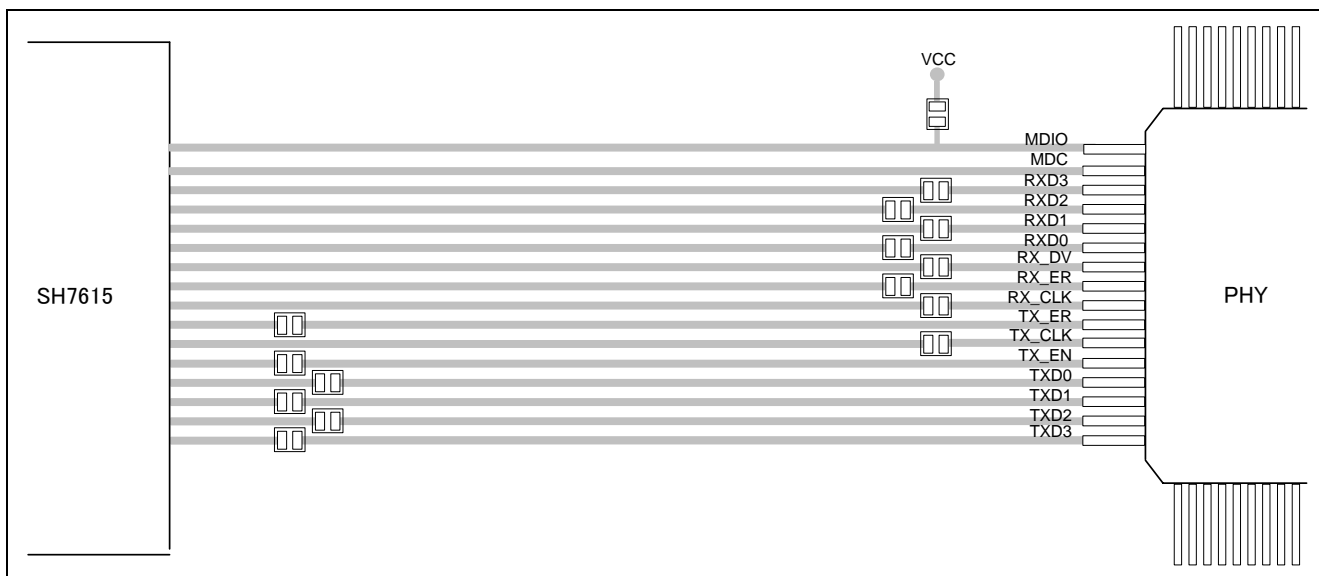 VCC
MDIO
MDC
RXD3
RXD2
RXD1
RXD0
RX_DV
RX_ER
RX_CLK
TX_ER
TX_CLK
TX_EN
TXD0
TXD1
TXD2
TXD3
SH7615
PHY